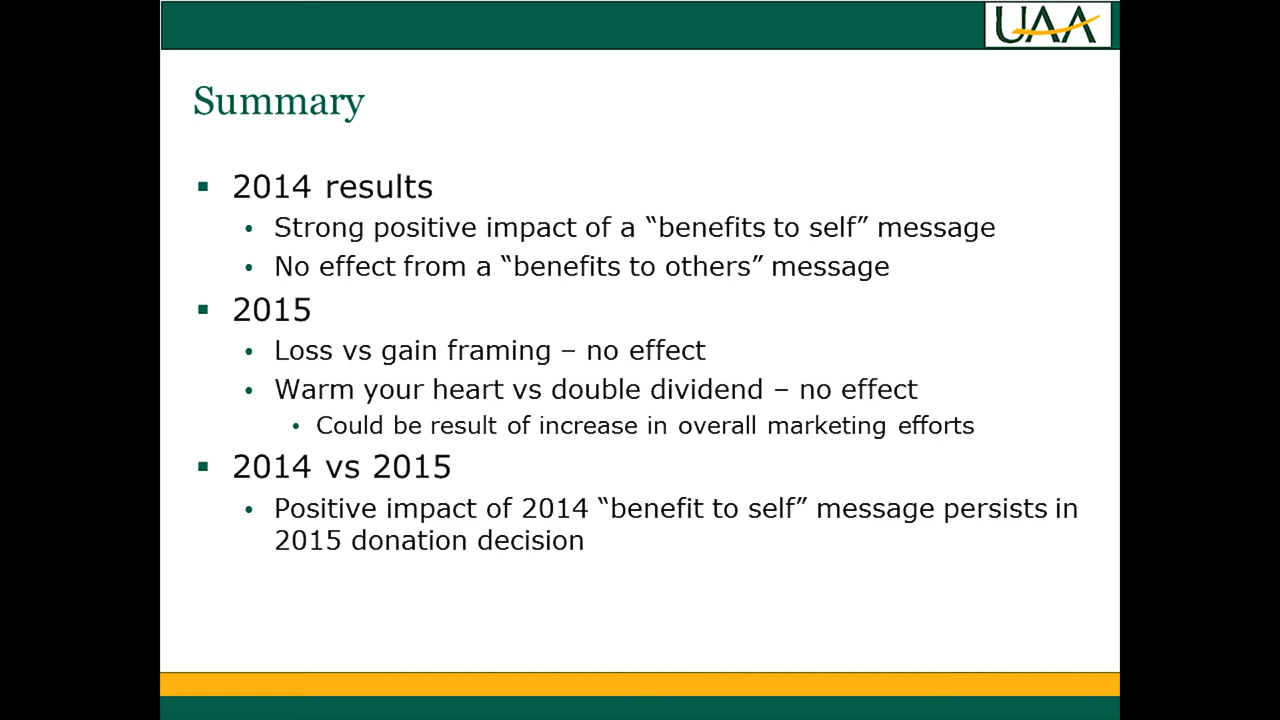 UAA
Summary
▪ 2014 results
• Strong positive impact of a “benefits to self” message
• No effect from a “benefits to others” message
▪ 2015
• Loss vs gain framing – no effect
• Warm your heart vs double dividend – no effect
• Could be result of increase in overall marketing efforts
▪ 2014 vs 2015
• Positive impact of 2014 “benefit to self” message persists in
2015 donation decision